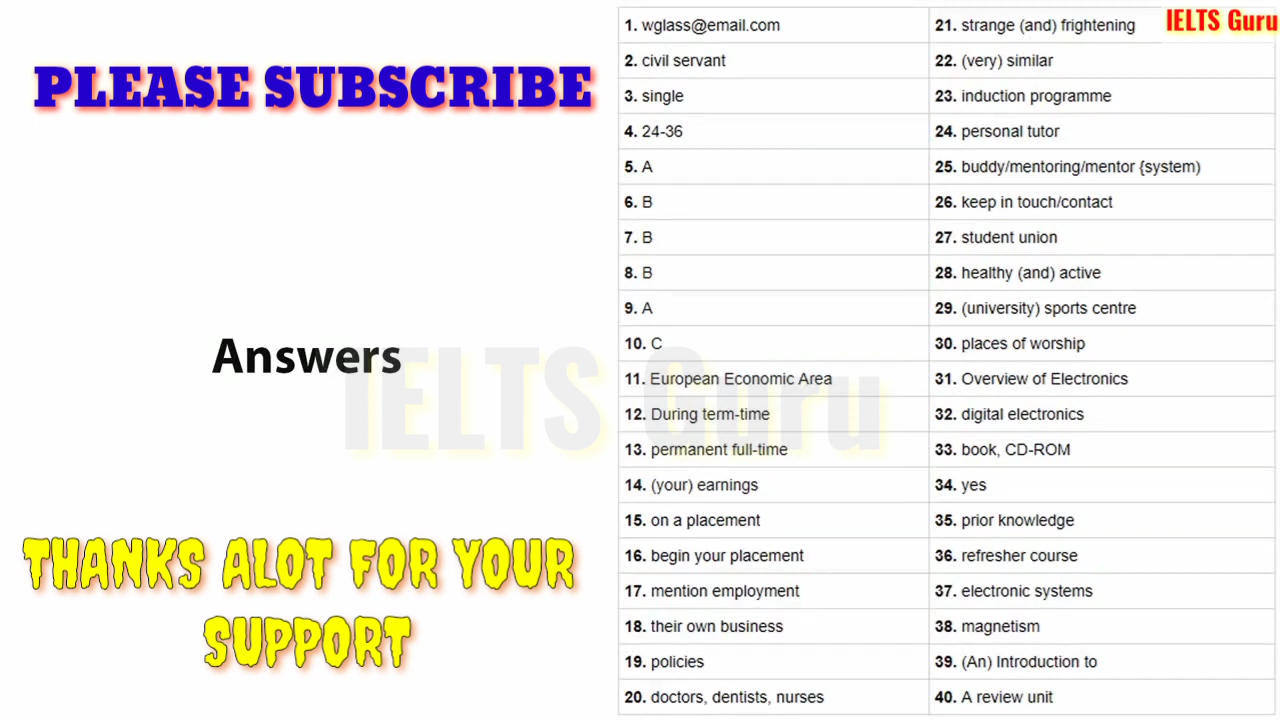 PLEASE SUBSCRIBE
Answers
THANKS ALOT FOR YOUR
SUPPORT
IELTS Guru
1. wglass@email.com
2. civil servant
3. single
4. 24-36
5. A
6. B
7. B
8. B
9. A
10. C
11. European Economic Area
12. During term-time
13. permanent full-time
14. (your) earnings
15. on a placement
16. begin your placement
17. mention employment
18. their own business
19. policies
20. doctors, dentists, nurses
21. strange (and) frightening
22. (very) similar
23. induction programme
24. personal tutor
25. buddy/mentoring/mentor {system)
26. keep in touch/contact
27. student union
28. healthy (and) active
29. (university) sports centre
30. places of worship
31. Overview of Electronics
32. digital electronics
33. book, CD-ROM
34. yes
35. prior knowledge
36. refresher course
37. electronic systems
38. magnetism
39. (An) Introduction to
40. A review unit
IELTS Guru